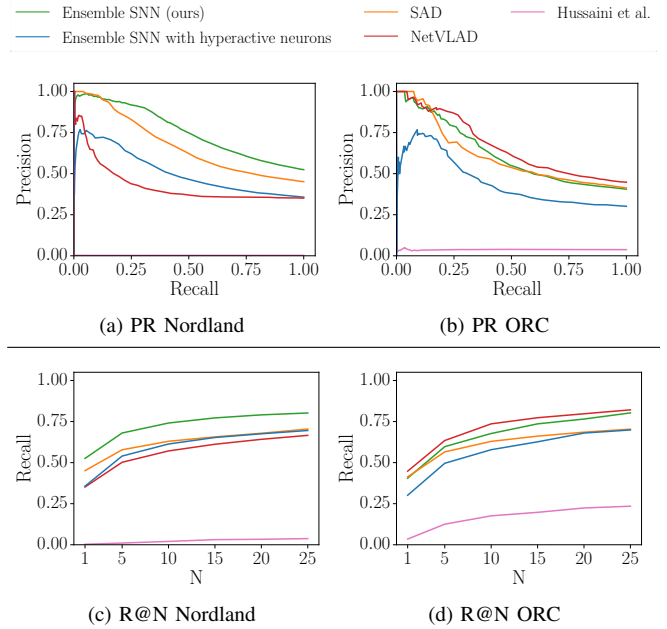 Ensemble SNN (ours)
SAD
Hussaini et al.
Ensemble SNN with hyperactive neurons
NetVLAD
1.00
0.75
0.50
0.25
0.00
Precision
0.00 0.25 0.50 0.75 1.00
Recall
(a) PR Nordland
1.00
0.75
0.50
0.25
0.00
Precision
0.00 0.25 0.50 0.75 1.00
Recall
(b) PR ORC
1.00
0.75
0.50
0.25
0.00
Recall
1 5 10 15 20 25
N
(c) R@N Nordland
1.00
0.75
0.50
0.25
0.00
Recall
1 5 10 15 20 25
N
(d) R@N ORC